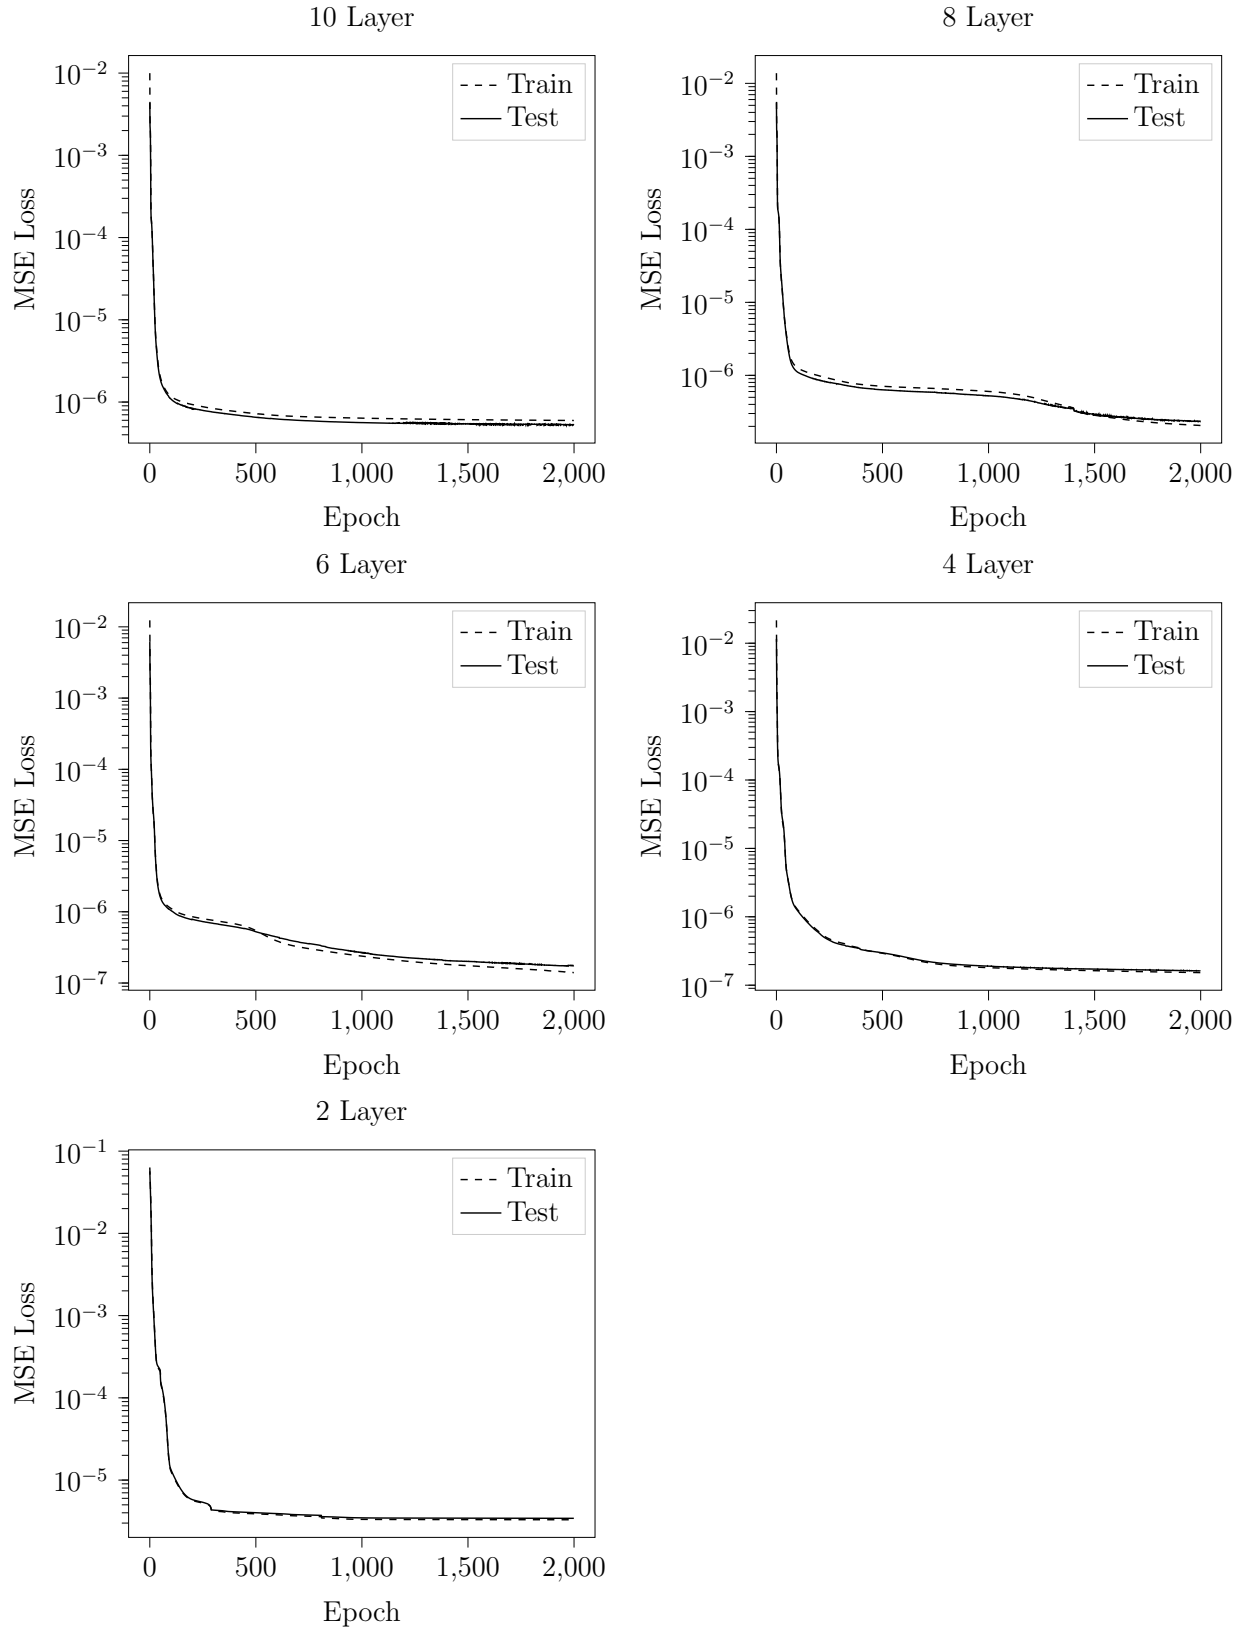 10 Layer
10⁻²
10⁻³
10⁻⁴
10⁻⁵
10⁻⁶
MSE Loss
Train
Test
0 500 1,000 1,500 2,000
Epoch
8 Layer
10⁻²
10⁻³
10⁻⁴
10⁻⁵
10⁻⁶
MSE Loss
Train
Test
0 500 1,000 1,500 2,000
Epoch
6 Layer
10⁻²
10⁻³
10⁻⁴
10⁻⁵
10⁻⁶
10⁻⁷
MSE Loss
Train
Test
0 500 1,000 1,500 2,000
Epoch
4 Layer
10⁻²
10⁻³
10⁻⁴
10⁻⁵
10⁻⁶
10⁻⁷
MSE Loss
Train
Test
0 500 1,000 1,500 2,000
Epoch
2 Layer
10⁻¹
10⁻²
10⁻³
10⁻⁴
10⁻⁵
MSE Loss
Train
Test
0 500 1,000 1,500 2,000
Epoch